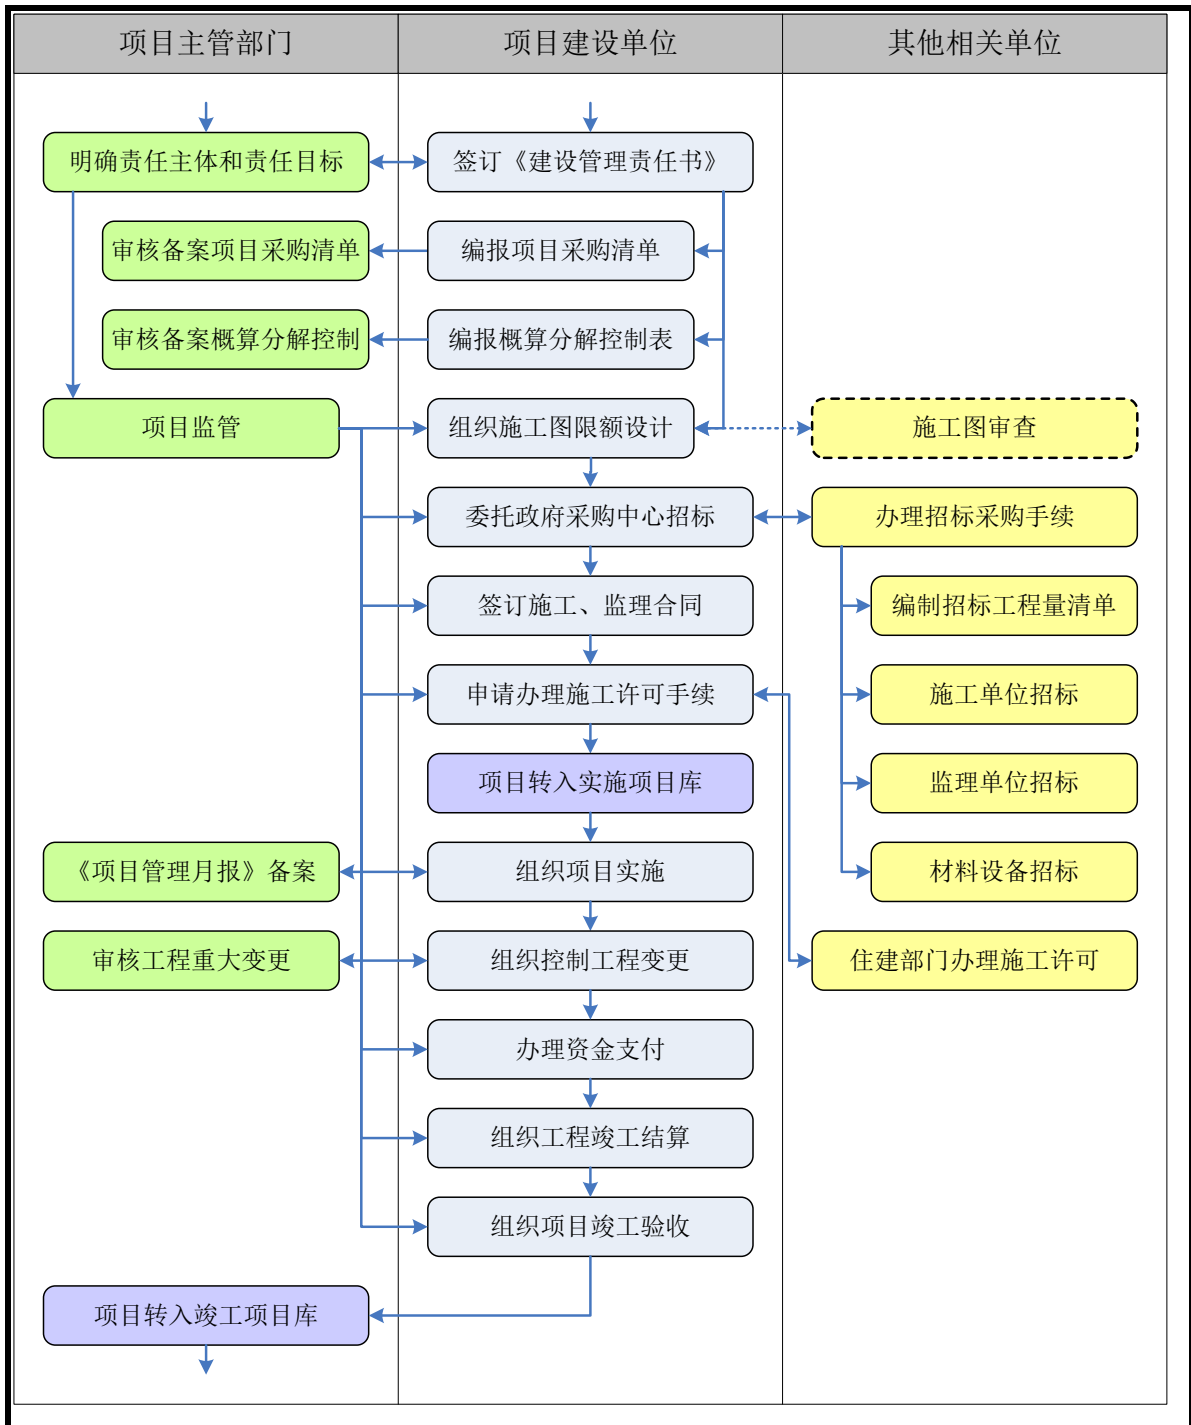 项目主管部门
项目建设单位
其他相关单位
明确责任主体和责任目标
签订《建设管理责任书》
审核备案项目采购清单
编报项目采购清单
审核备案概算分解控制
编报概算分解控制表
项目监管
组织施工图限额设计
施工图审查
委托政府采购中心招标
办理招标采购手续
签订施工、监理合同
编制招标工程量清单
申请办理施工许可手续
施工单位招标
项目转入实施项目库
监理单位招标
《项目管理月报》备案
组织项目实施
材料设备招标
审核工程重大变更
组织控制工程变更
住建部门办理施工许可
办理资金支付
组织工程竣工结算
组织项目竣工验收
项目转入竣工项目库